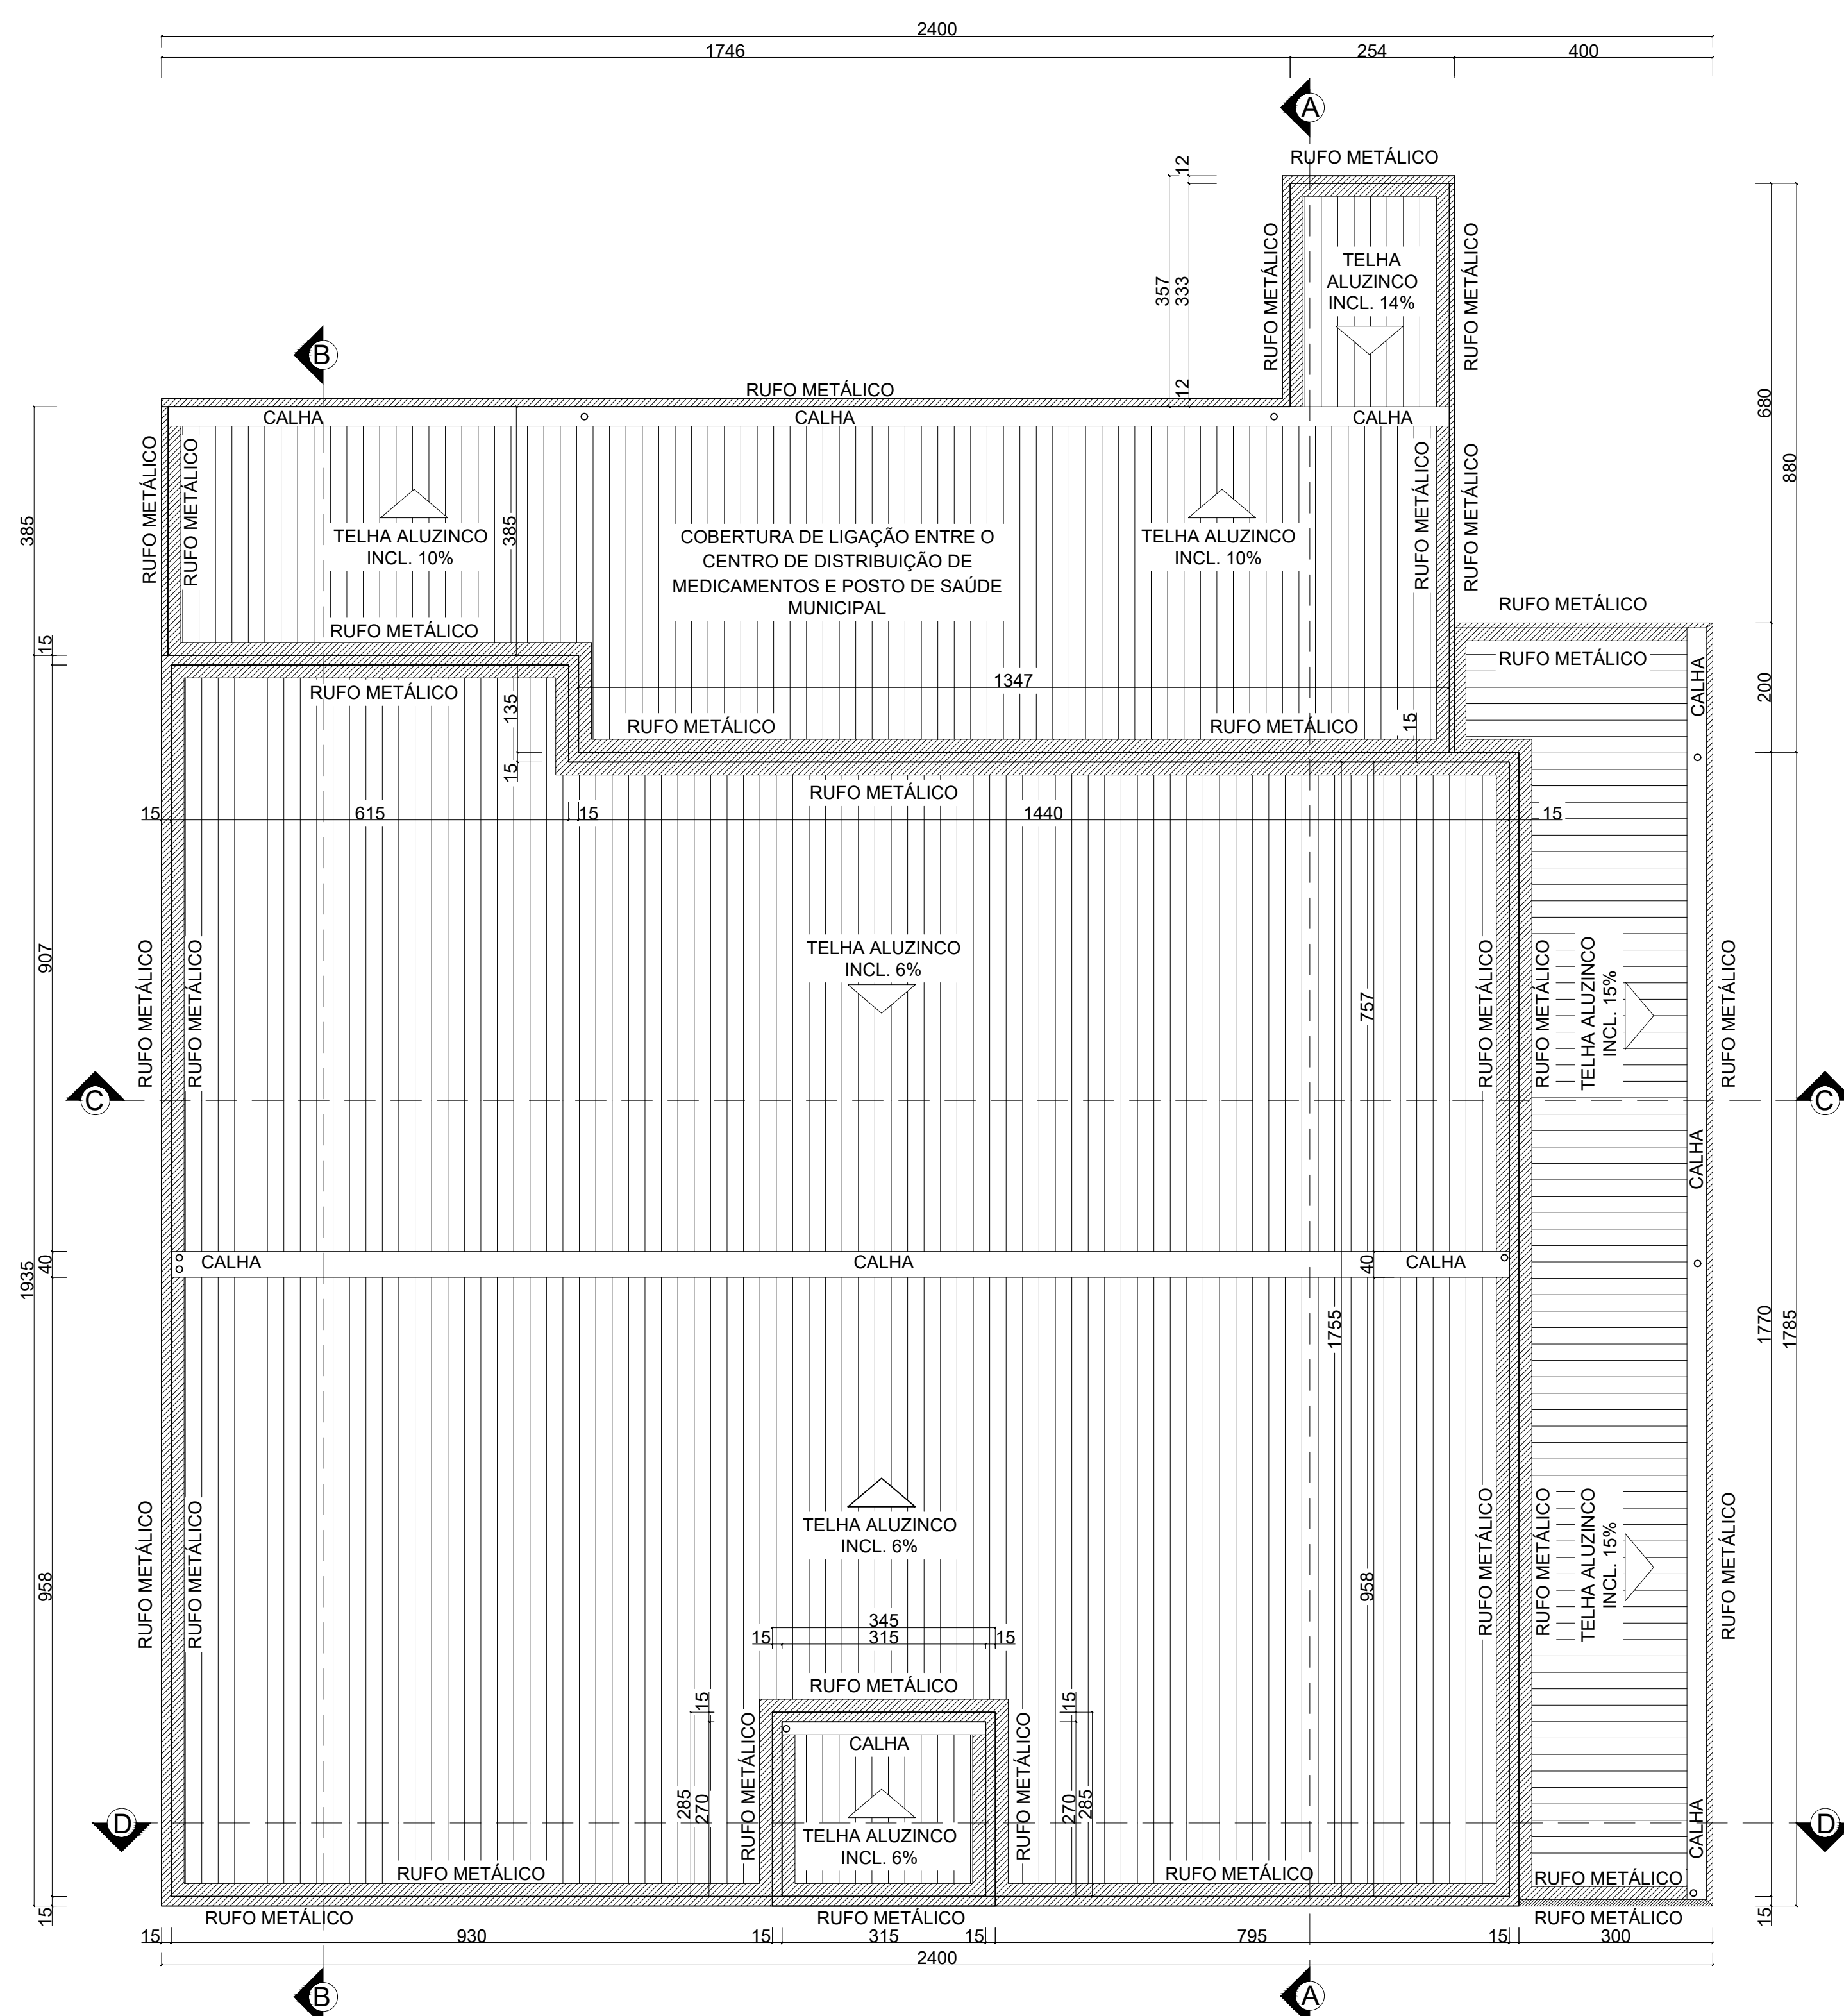 2400
1746
254
400
A
RUFO METÁLICO
12
357
333
12
RUFO METÁLICO
TELHA
ALUZINCO
INCL. 14%
RUFO METÁLICO
680
880
B
RUFO METÁLICO
CALHA
CALHA
CALHA
385
15
RUFO METÁLICO
RUFO METÁLICO
TELHA ALUZINCO
INCL. 10%
385
COBERTURA DE LIGAÇÃO ENTRE O
CENTRO DE DISTRIBUIÇÃO DE
MEDICAMENTOS E POSTO DE SAÚDE
MUNICIPAL
TELHA ALUZINCO
INCL. 10%
RUFO METÁLICO
RUFO METÁLICO
RUFO METÁLICO
RUFO METÁLICO
RUFO METÁLICO
CALHA
200
RUFO METÁLICO
135
15
1347
RUFO METÁLICO
RUFO METÁLICO
15
RUFO METÁLICO
15
615
15
1440
15
907
RUFO METÁLICO
RUFO METÁLICO
TELHA ALUZINCO
INCL. 6%
757
RUFO METÁLICO
RUFO METÁLICO
TELHA ALUZINCO
INCL. 15%
RUFO METÁLICO
C
C
CALHA
1935
40
CALHA
CALHA
40
CALHA
1755
1770
1785
958
RUFO METÁLICO
RUFO METÁLICO
TELHA ALUZINCO
INCL. 6%
958
RUFO METÁLICO
RUFO METÁLICO
TELHA ALUZINCO
INCL. 15%
RUFO METÁLICO
345
15
315
15
RUFO METÁLICO
15
15
285
270
RUFO METÁLICO
CALHA
RUFO METÁLICO
270
285
D
TELHA ALUZINCO
INCL. 6%
CALHA
D
RUFO METÁLICO
RUFO METÁLICO
RUFO METÁLICO
15
RUFO METÁLICO
RUFO METÁLICO
RUFO METÁLICO
15
15
930
15
315
15
795
15
300
2400
B
A